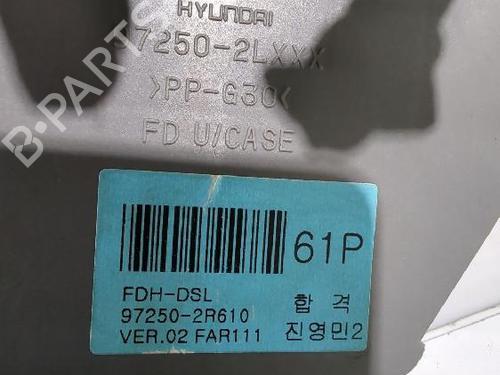 HYUNDAI
97250-2LXXX
>PP-G30<
FD U/CASE
61P
FDH-DSL
97250-2R610
VER.02 FAR111
합격
진영민2
B-PARTS
B-PARTS